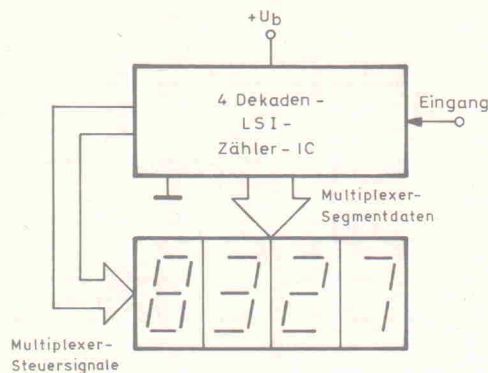 +Ub
4 Dekaden-
LSI-
Zähler-IC
Eingang
Multiplexer-
Segmentdaten
8327
Multiplexer-
Steuersignale